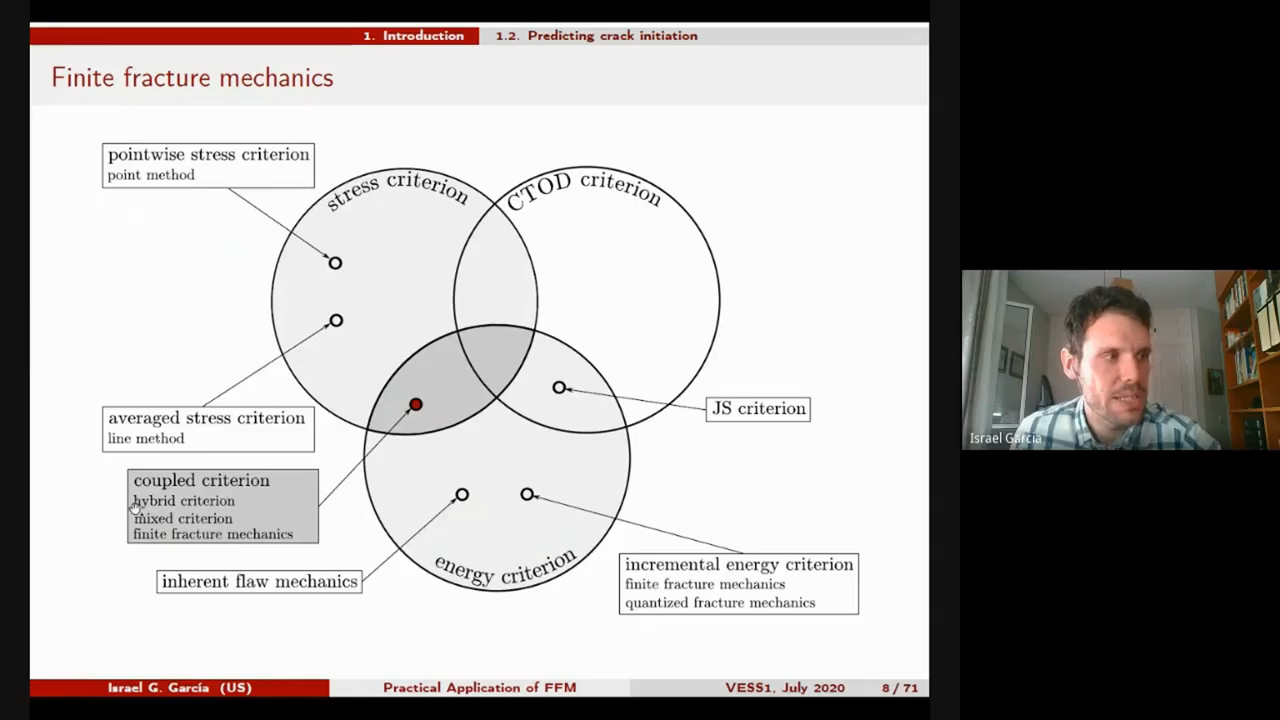 1. Introduction
1.2. Predicting crack initiation
Finite fracture mechanics
pointwise stress criterion
point method
stress criterion
CTOD criterion
averaged stress criterion
line method
JS criterion
coupled criterion
hybrid criterion
mixed criterion
finite fracture mechanics
inherent flaw mechanics
energy criterion
incremental energy criterion
finite fracture mechanics
quantized fracture mechanics
Israel G. García (US)
Practical Application of FFM
VESS1, July 2020
8 / 71
Israel García